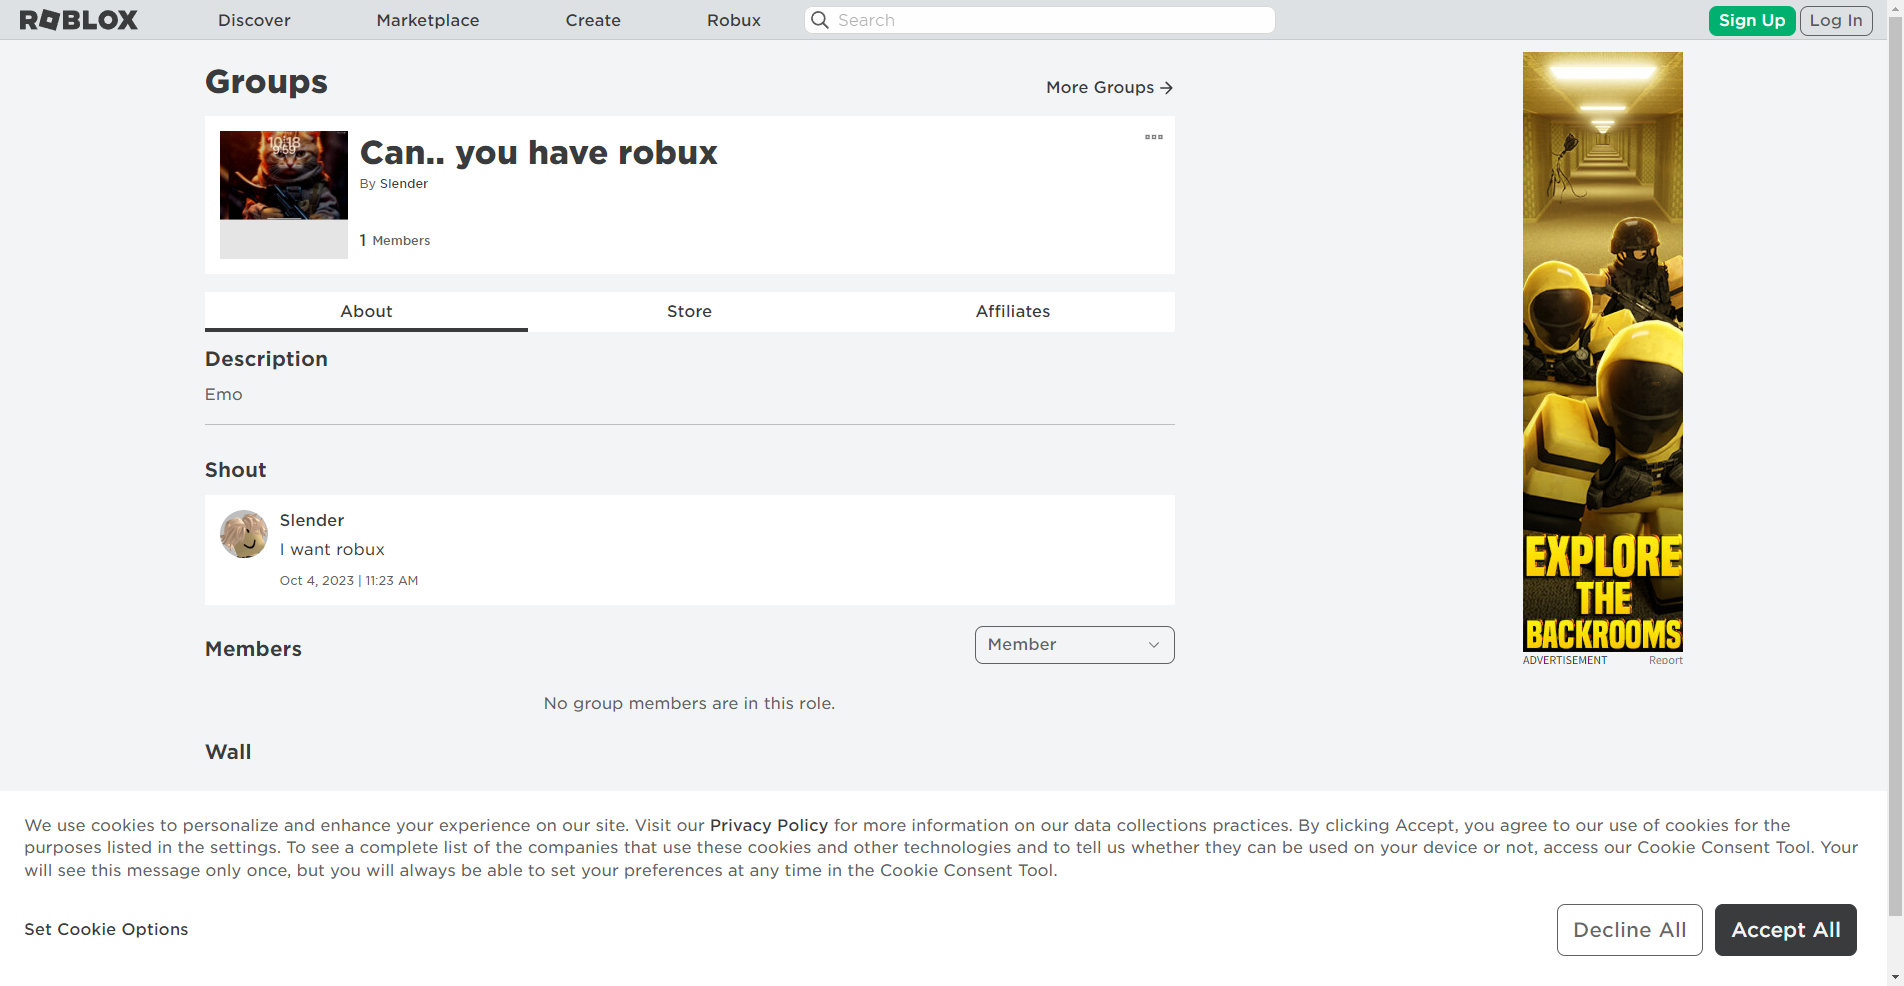 ROBLOX
Discover
Marketplace
Create
Robux
Search
Sign Up
Log In
Groups
More Groups
10:18
9:59
Can.. you have robux
By Slender
1 Members
About
Store
Affiliates
Description
Emo
Shout
Slender
I want robux
Oct 4, 2023 | 11:23 AM
Members
Member
No group members are in this role.
Wall
EXPLORE
THE
BACKROOMS
ADVERTISEMENT
Report
We use cookies to personalize and enhance your experience on our site. Visit our Privacy Policy for more information on our data collections practices. By clicking Accept, you agree to our use of cookies for the
purposes listed in the settings. To see a complete list of the companies that use these cookies and other technologies and to tell us whether they can be used on your device or not, access our Cookie Consent Tool. Your
will see this message only once, but you will always be able to set your preferences at any time in the Cookie Consent Tool.
Set Cookie Options
Decline All
Accept All